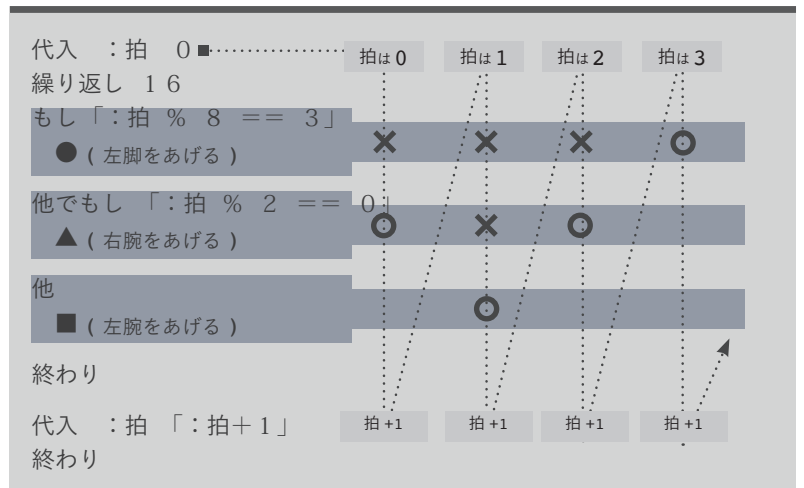 代入　：拍　0
拍は0　拍は1　拍は2　拍は3
繰り返し　１６
もし「：拍　％　８　＝＝　３」
●（左脚をあげる）
他でもし　「：拍　％　２　＝＝　０」
▲（右腕をあげる）
他
■（左腕をあげる）
終わり
代入　：拍　「：拍＋１」
拍+1　拍+1　拍+1　拍+1
終わり